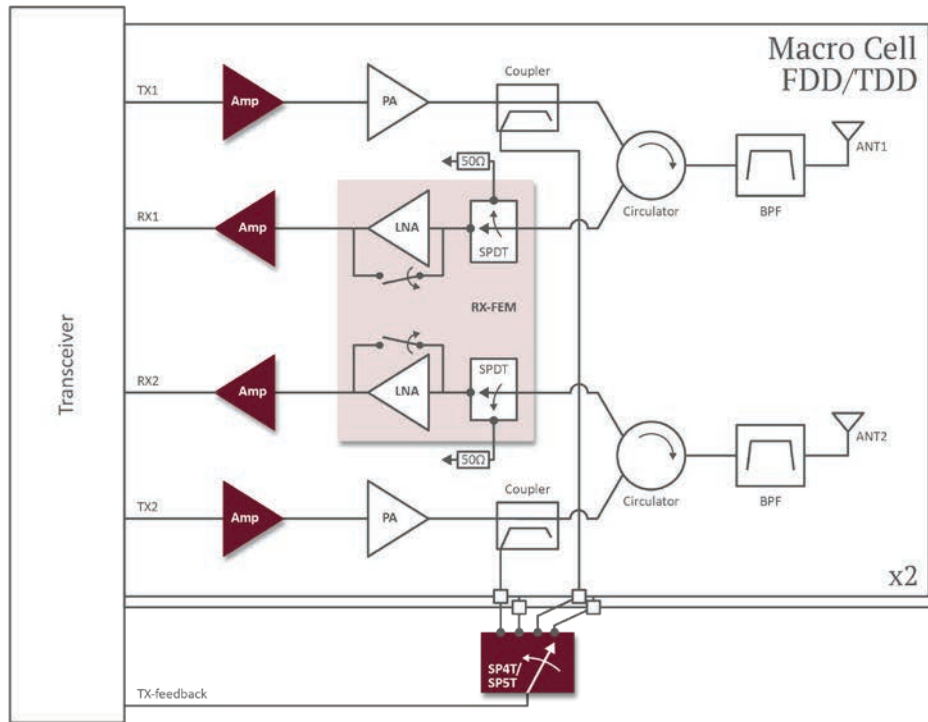 Macro Cell
FDD/TDD
Coupler
TX1
Amp
PA
ANT1
50Ω
Circulator
BPF
RX1
Amp
LNA
SPDT
RX-FEM
Transceiver
RX2
Amp
LNA
SPDT
ANT2
50Ω
Coupler
Circulator
BPF
TX2
Amp
PA
x2
SP4T/
SP5T
TX-feedback